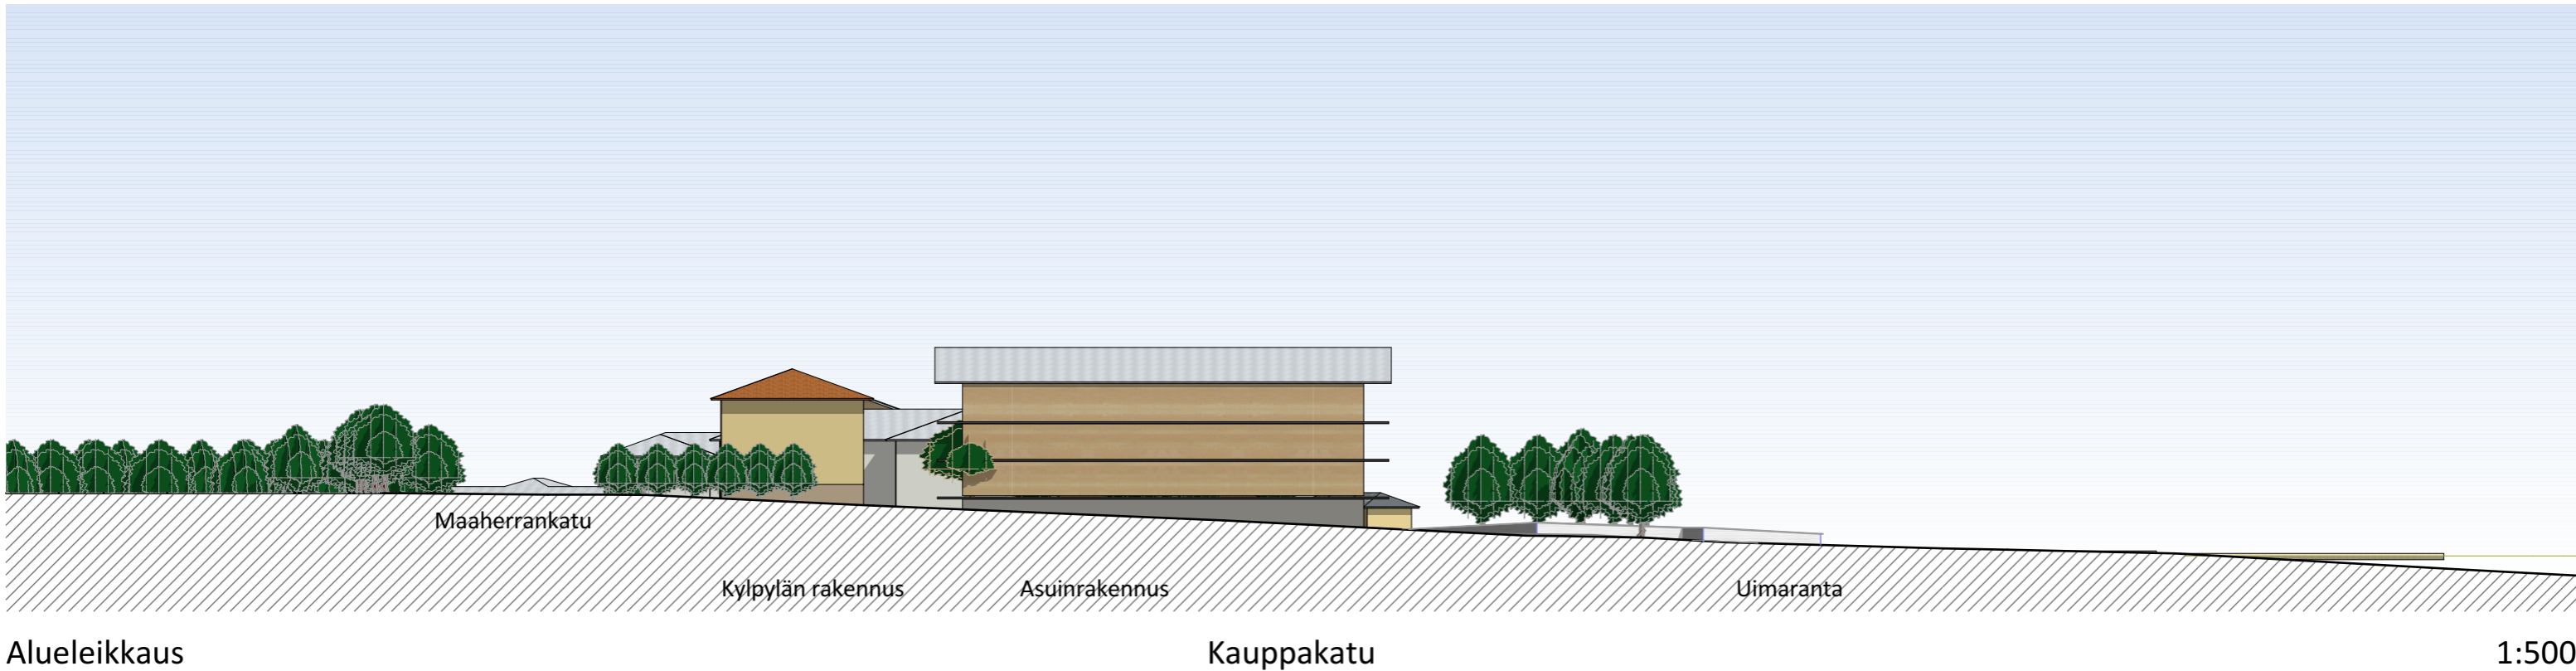 Maaherrankatu
Kylpylän rakennus
Asuinrakennus
Uimaranta
Alueleikkaus
Kauppakatu
1:500